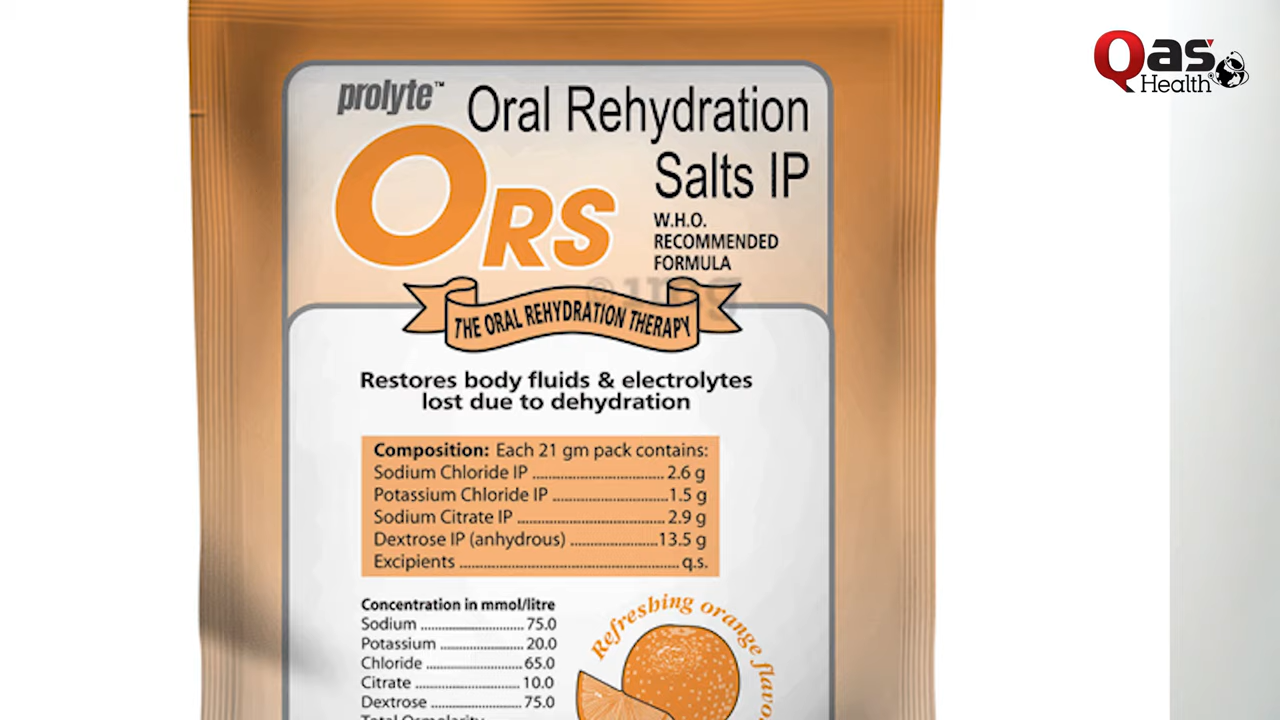 Qas
Health
prolyte™
Oral Rehydration
Salts IP
ORS
W.H.O.
RECOMMENDED
FORMULA
1mg
THE ORAL REHYDRATION THERAPY
Restores body fluids & electrolytes
lost due to dehydration
Composition: Each 21 gm pack contains:
Sodium Chloride IP ........................... 2.6 g
Potassium Chloride IP ........................1.5 g
Sodium Citrate IP .............................. 2.9 g
Dextrose IP (anhydrous) ..................13.5 g
Excipients ............................................. q.s.
Concentration in mmol/litre
Sodium ....................... 75.0
Potassium ................... 20.0
Chloride ..................... 65.0
Citrate ........................ 10.0
Dextrose ..................... 75.0
Total Osmolarity
Refreshing orange